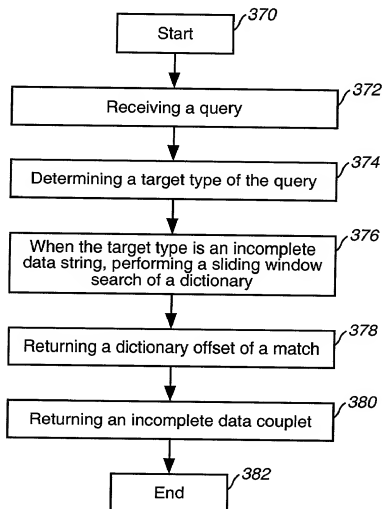 370
Start
372
Receiving a query
374
Determining a target type of the query
376
When the target type is an incomplete
data string, performing a sliding window
search of a dictionary
378
Returning a dictionary offset of a match
380
Returning an incomplete data couplet
382
End